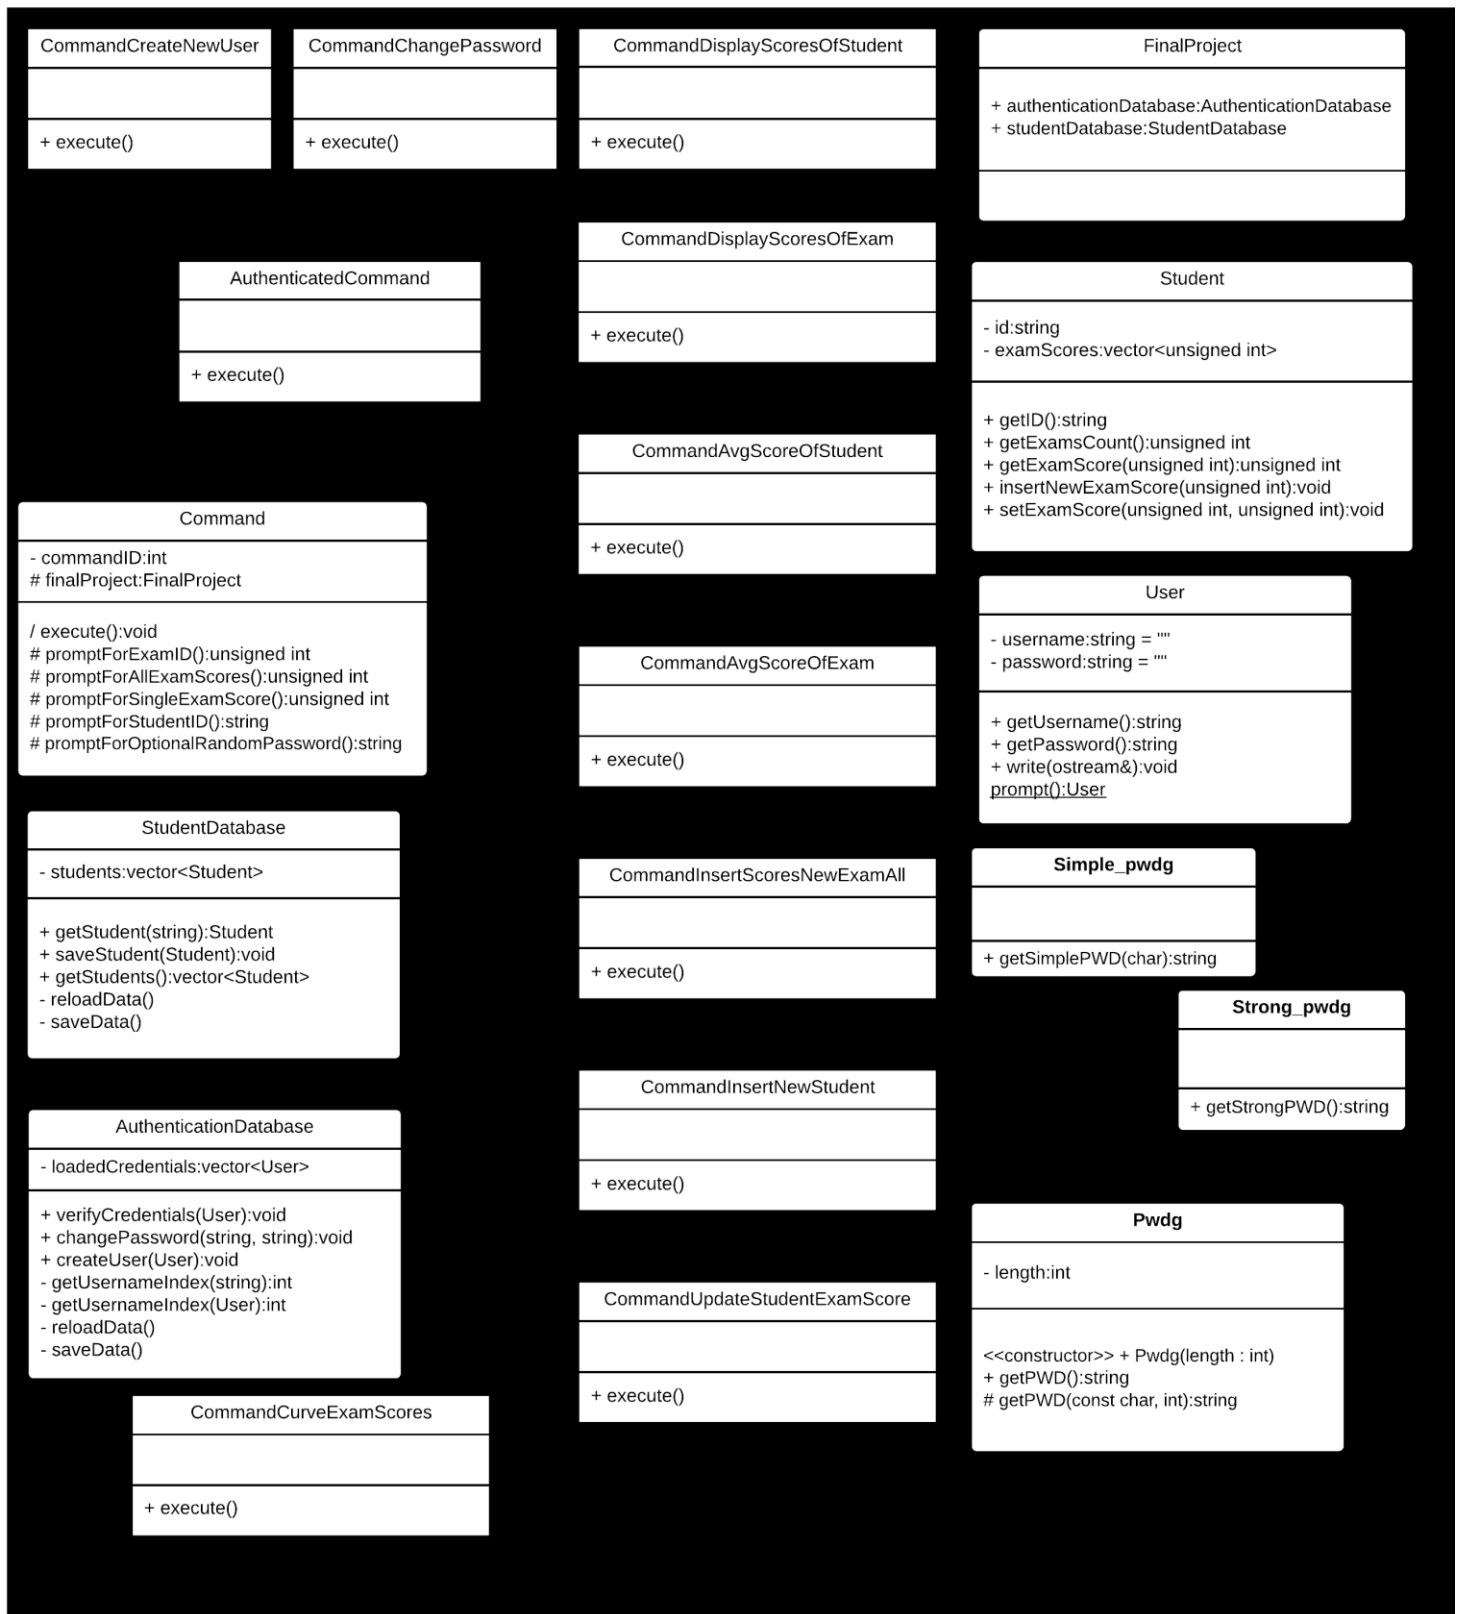 CommandCreateNewUser
+ execute()
CommandChangePassword
+ execute()
CommandDisplayScoresOfStudent
+ execute()
FinalProject
+ authenticationDatabase:AuthenticationDatabase
+ studentDatabase:StudentDatabase
CommandDisplayScoresOfExam
+ execute()
AuthenticatedCommand
+ execute()
Student
- id:string
- examScores:vector<unsigned int>
+ getID():string
+ getExamsCount():unsigned int
+ getExamScore(unsigned int):unsigned int
+ insertNewExamScore(unsigned int):void
+ setExamScore(unsigned int, unsigned int):void
CommandAvgScoreOfStudent
+ execute()
Command
- commandID:int
# finalProject:FinalProject
/ execute():void
# promptForExamID():unsigned int
# promptForAllExamScores():unsigned int
# promptForSingleExamScore():unsigned int
# promptForStudentID():string
# promptForOptionalRandomPassword():string
User
- username:string = ""
- password:string = ""
+ getUsername():string
+ getPassword():string
+ write(ostream&):void
prompt():User
CommandAvgScoreOfExam
+ execute()
StudentDatabase
- students:vector<Student>
+ getStudent(string):Student
+ saveStudent(Student):void
+ getStudents():vector<Student>
- reloadData()
- saveData()
Simple_pwdg
+ getSimplePWD(char):string
CommandInsertScoresNewExamAll
+ execute()
Strong_pwdg
+ getStrongPWD():string
CommandInsertNewStudent
+ execute()
AuthenticationDatabase
- loadedCredentials:vector<User>
+ verifyCredentials(User):void
+ changePassword(string, string):void
+ createUser(User):void
- getUsernameIndex(string):int
- getUsernameIndex(User):int
- reloadData()
- saveData()
Pwdg
- length:int
<<constructor>> + Pwdg(length : int)
+ getPWD():string
# getPWD(const char, int):string
CommandUpdateStudentExamScore
+ execute()
CommandCurveExamScores
+ execute()